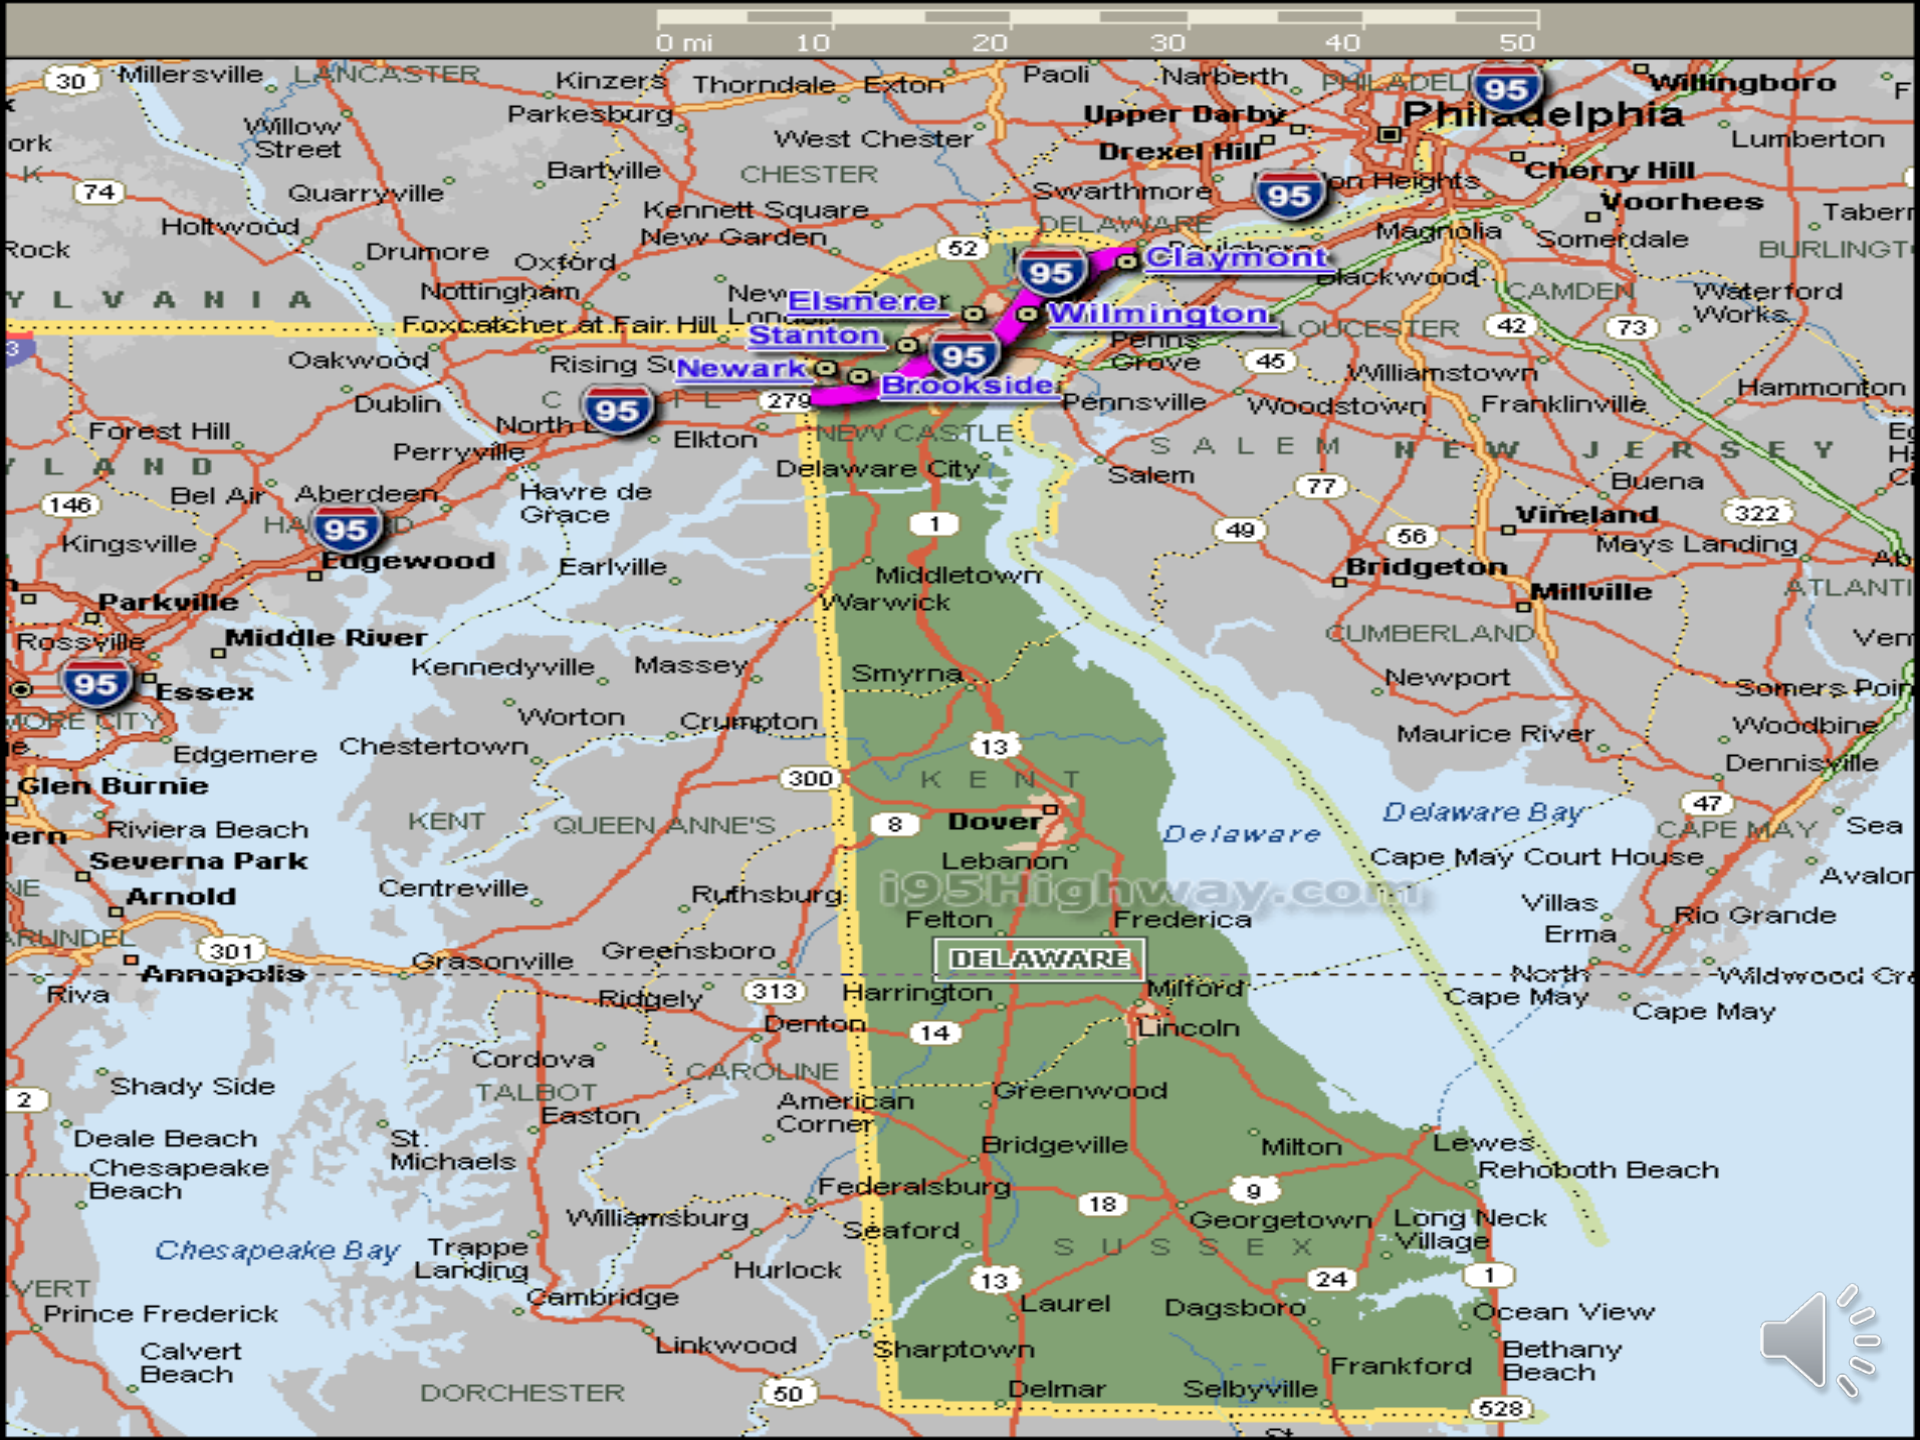 0 mi 10 20 30 40 50
30
Millersville
LANCASTER
Kinzers
Thorndale
Exton
Paoli
Narberth
95
Willingboro
Parkesburg
Upper Darby
Philadelphia
Willow
Street
West Chester
Drexel Hill
Lumberton
Bartville
CHESTER
Cherry Hill
74
Quarryville
Swarthmore
95
Heights
Voorhees
Holtwood
Kennett Square
DELAWARE
Magnolia
Somerdale
New Garden
52
Drumore
Oxford
95
Claymont
Blackwood
Nottingham
Elsmere
Wilmington
CAMDEN
Waterford
Works
Foxcatcher at Fair Hill
Stanton
95
Penns
Grove
42
73
Oakwood
Newark
Brookside
45
Williamstown
Dublin
95
279
Pennsville
Woodstown
Franklinville
Hammonton
Forest Hill
Perryville
Elkton
NEW CASTLE
SALEM
NEW JERSEY
Delaware City
Salem
77
Buena
146
Bel Air
Aberdeen
Havre de
Grace
95
1
49
56
Vineland
322
Kingsville
Edgewood
Earlville
Middletown
Bridgeton
Mays Landing
Parkville
Warwick
Millville
Rossville
Middle River
CUMBERLAND
95
Essex
Kennedyville
Massey
Smyrna
Newport
Worton
Crumpton
Maurice River
Woodbine
Edgemere
Chestertown
13
Dennisville
Glen Burnie
300
KENT
47
Riviera Beach
KENT
QUEEN ANNE'S
8
Dover
Delaware
Delaware Bay
CAPE MAY
Sea
Severna Park
Lebanon
Cape May Court House
Arnold
Centreville
Ruthsburg
i95Highway.com
Villas
Felton
Frederica
Erma
Rio Grande
301
Grasonville
Greensboro
DELAWARE
Annapolis
North
Cape May
Riva
Ridgely
313
Harrington
Milford
Cape May
Denton
14
Lincoln
Cordova
CAROLINE
2
Shady Side
TALBOT
American
Corner
Greenwood
Easton
Deale Beach
St.
Michaels
Bridgeville
Milton
Lewes
Chesapeake
Beach
Federalsburg
Rehoboth Beach
18
9
Williamsburg
Seaford
Georgetown
Long Neck
Village
Chesapeake Bay
Trappe
Landing
SUSSEX
Hurlock
13
24
1
Prince Frederick
Cambridge
Laurel
Dagsboro
Ocean View
Calvert
Beach
Linkwood
Sharptown
Frankford
Bethany
Beach
DORCHESTER
50
Delmar
Selbyville
528